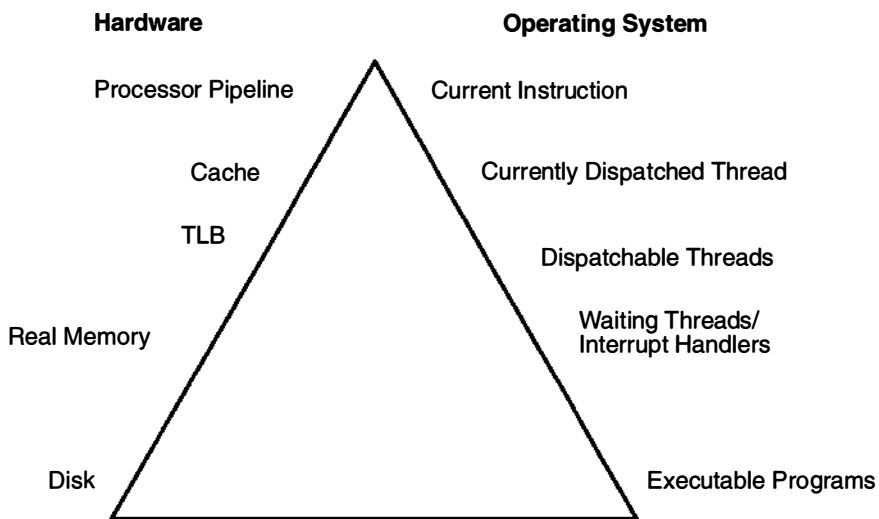 Hardware
Operating System
Processor Pipeline
Current Instruction
Cache
Currently Dispatched Thread
TLB
Dispatchable Threads
Waiting Threads/
Interrupt Handlers
Real Memory
Disk
Executable Programs